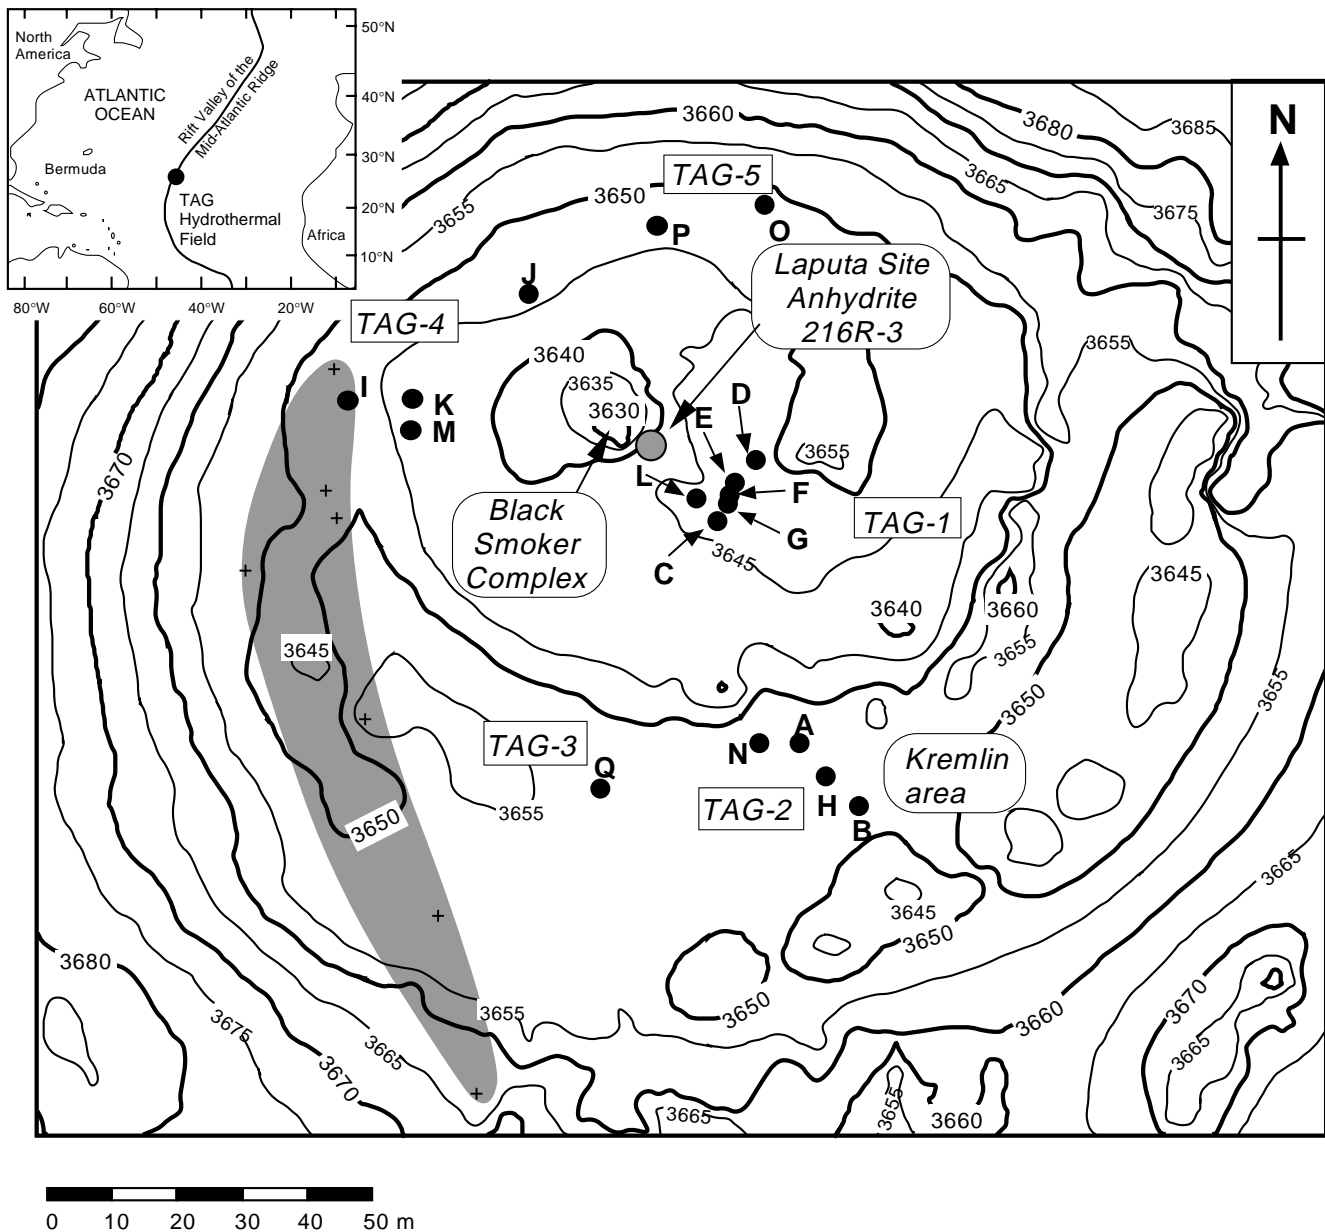 North
America
ATLANTIC
OCEAN
Rift Valley of the
Mid-Atlantic Ridge
Bermuda
TAG
Hydrothermal
Field
Africa
50°N
40°N
30°N
20°N
10°N
80°W
60°W
40°W
20°W
N
3660
3680
3685
3665
3675
3655
3650
TAG-5
P
O
J
TAG-4
Laputa Site
Anhydrite
216R-3
3655
3640
3635
3630
I
K
M
D
E
3655
L
F
G
C
TAG-1
3670
Black
Smoker
Complex
3645
3645
3640
3660
3655
3645
3650
3655
TAG-3
N
A
Q
TAG-2
H
B
Kremlin
area
3655
3650
3665
3645
3650
3680
3650
3655
3660
3670
3675
3665
3670
3665
3665
3655
3660
0 10 20 30 40 50 m